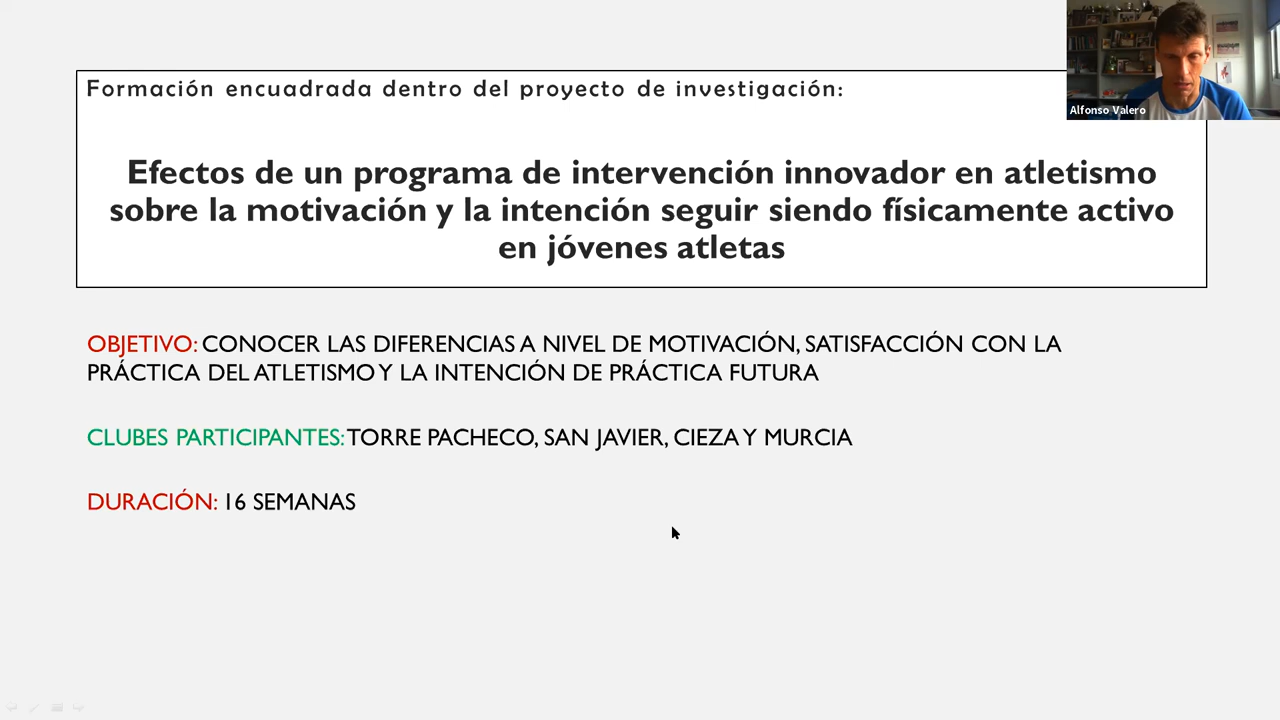 Formación encuadrada dentro del proyecto de investigación:
Alfonso Valero
Efectos de un programa de intervención innovador en atletismo
sobre la motivación y la intención seguir siendo físicamente activo
en jóvenes atletas
OBJETIVO: CONOCER LAS DIFERENCIAS A NIVEL DE MOTIVACIÓN, SATISFACCIÓN CON LA
PRÁCTICA DEL ATLETISMO Y LA INTENCIÓN DE PRÁCTICA FUTURA
CLUBES PARTICIPANTES: TORRE PACHECO, SAN JAVIER, CIEZA Y MURCIA
DURACIÓN: 16 SEMANAS